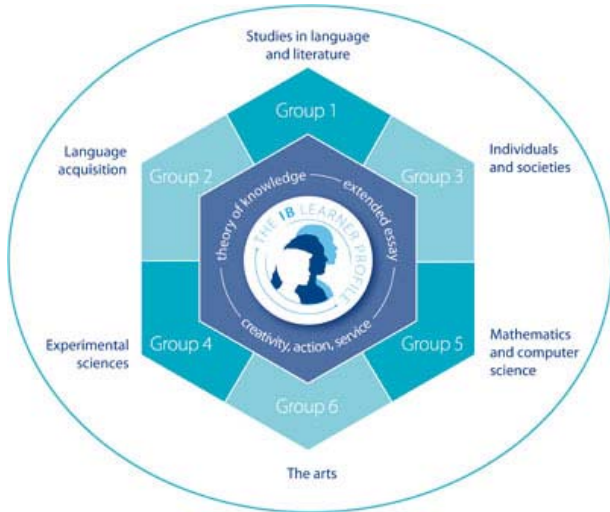 Studies in language
and literature
Group 1
Language
acquisition
Group 2
Individuals
and societies
Group 3
theory of knowledge
extended essay
THE IB LEARNER PROFILE
creativity, action, service
Experimental
sciences
Group 4
Group 5
Mathematics
and computer
science
Group 6
The arts